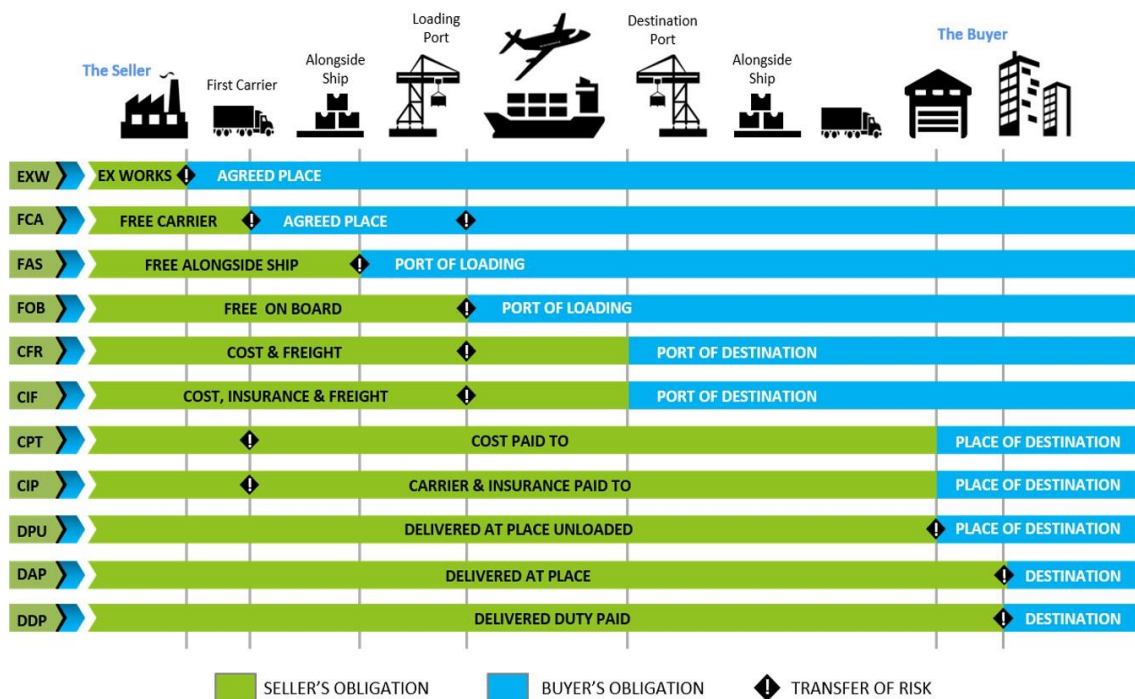 The Seller
First Carrier
Alongside
Ship
Loading
Port
Destination
Port
Alongside
Ship
The Buyer
EXW EX WORKS ! AGREED PLACE
FCA FREE CARRIER ! AGREED PLACE !
FAS FREE ALONGSIDE SHIP ! PORT OF LOADING
FOB FREE ON BOARD ! PORT OF LOADING
CFR COST & FREIGHT ! PORT OF DESTINATION
CIF COST, INSURANCE & FREIGHT ! PORT OF DESTINATION
CPT ! COST PAID TO PLACE OF DESTINATION
CIP ! CARRIER & INSURANCE PAID TO PLACE OF DESTINATION
DPU DELIVERED AT PLACE UNLOADED ! PLACE OF DESTINATION
DAP DELIVERED AT PLACE ! DESTINATION
DDP DELIVERED DUTY PAID ! DESTINATION
SELLER'S OBLIGATION BUYER'S OBLIGATION ! TRANSFER OF RISK